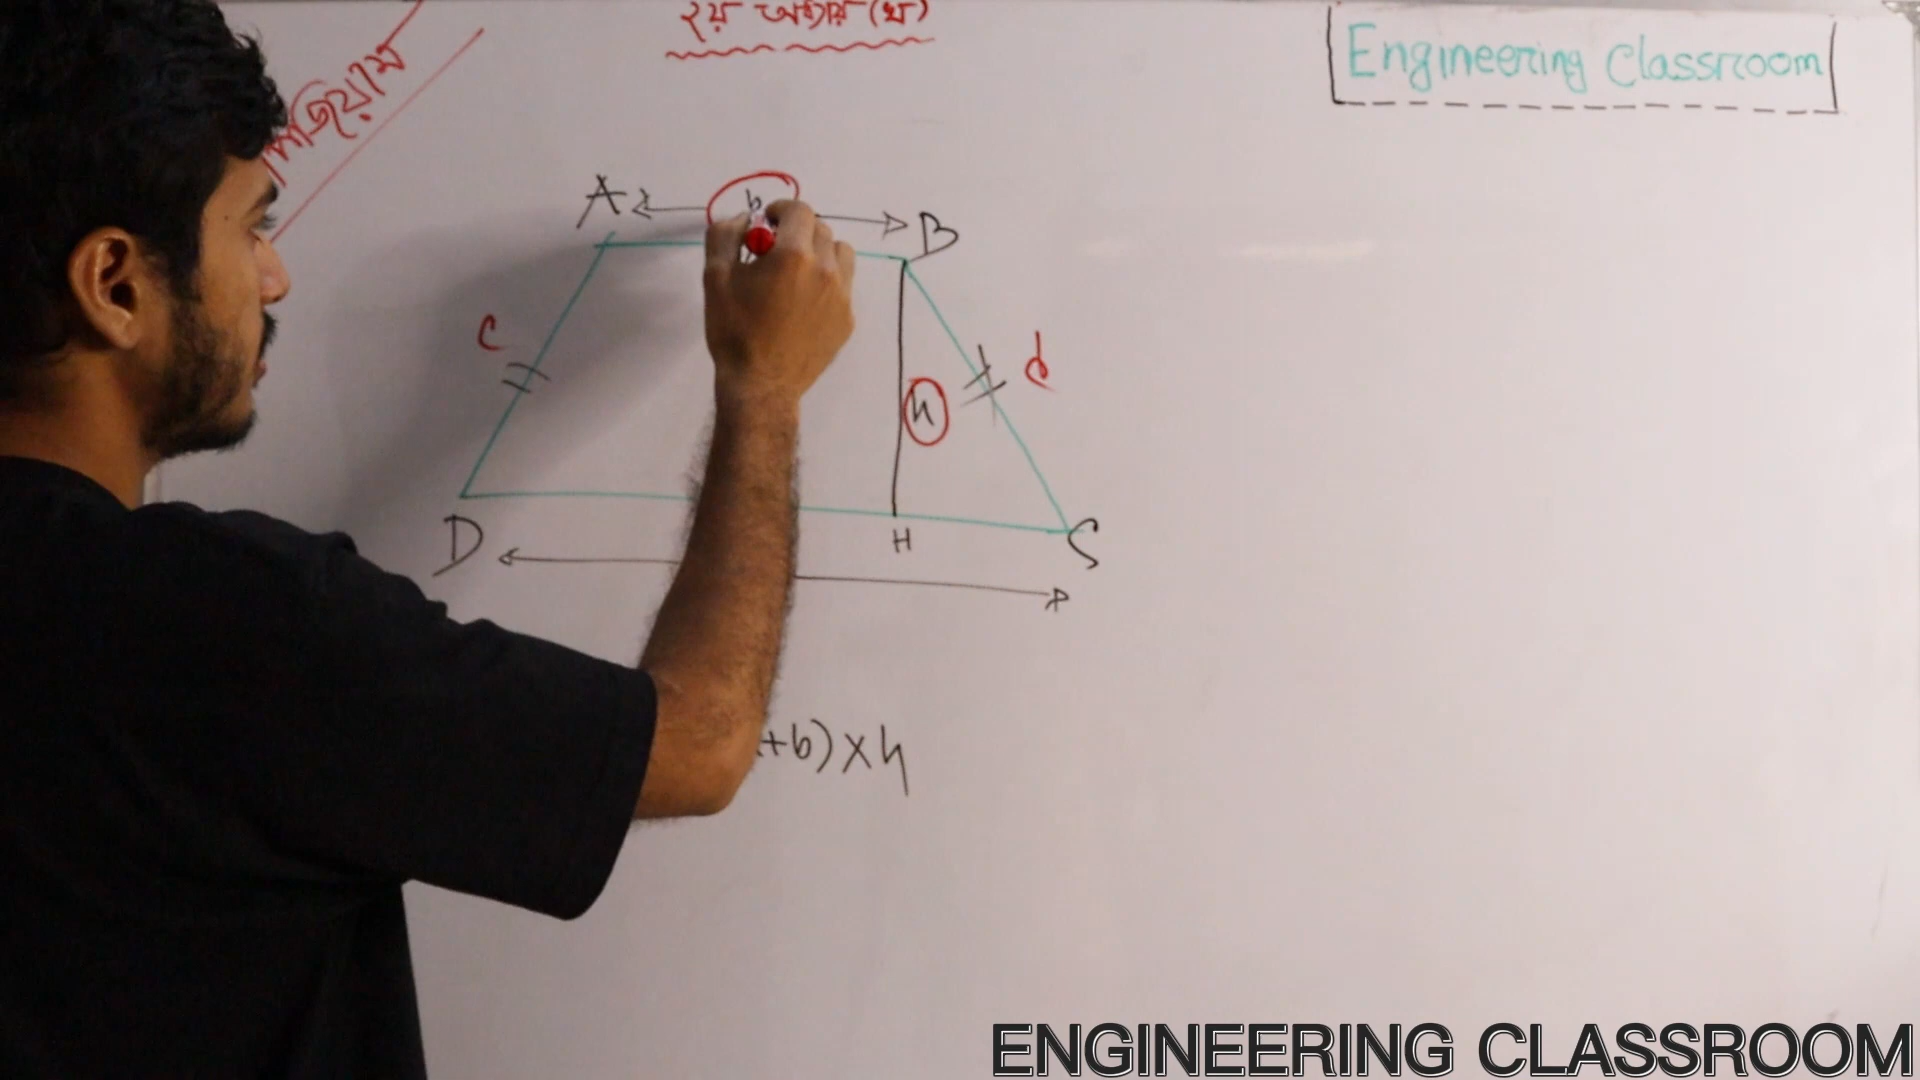 ২য় অধ্যায় (খ)
Engineering Classroom
A b B
c d
h
D H C
+b) × h
ENGINEERING CLASSROOM